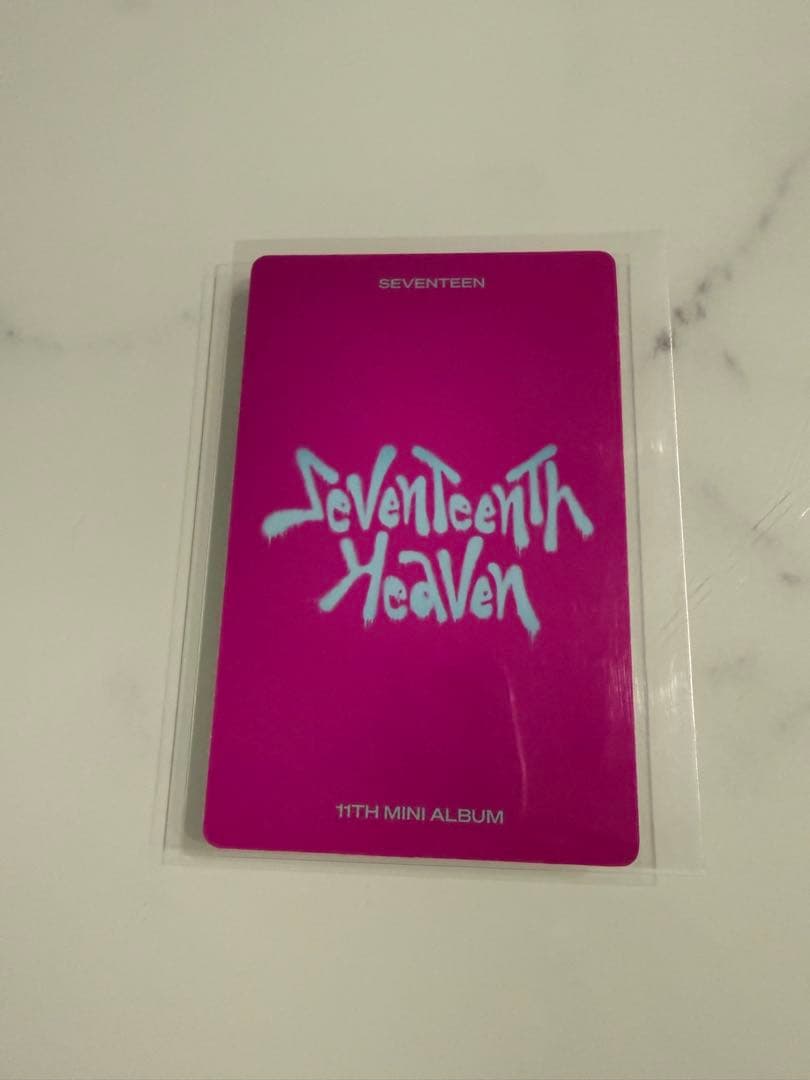 SEVENTEEN
SevenTeenTh
Heaven
11TH MINI ALBUM